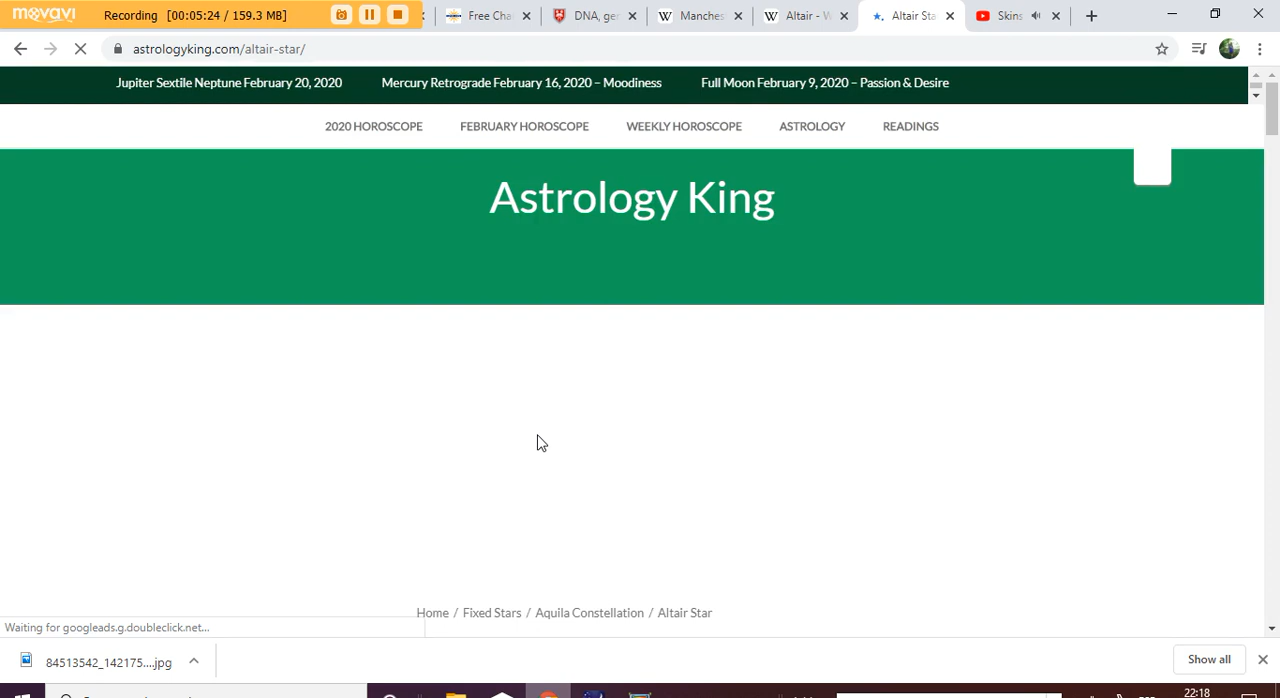 movavi Recording [00:05:24 / 159.3 MB]
Free Cha
DNA, ger
Manches
Altair - W
Altair Sta
Skins
astrologyking.com/altair-star/
Jupiter Sextile Neptune February 20, 2020 Mercury Retrograde February 16, 2020 – Moodiness Full Moon February 9, 2020 – Passion & Desire
2020 HOROSCOPE FEBRUARY HOROSCOPE WEEKLY HOROSCOPE ASTROLOGY READINGS
Astrology King
Home / Fixed Stars / Aquila Constellation / Altair Star
Waiting for googleads.g.doubleclick.net...
84513542_142175....jpg
Show all
22:18